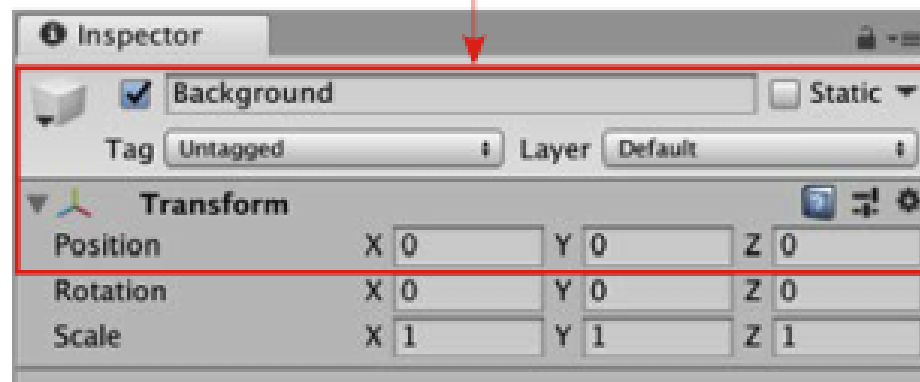 Inspector
Background Static
Tag Untagged Layer Default
Transform
Position X 0 Y 0 Z 0
Rotation X 0 Y 0 Z 0
Scale X 1 Y 1 Z 1